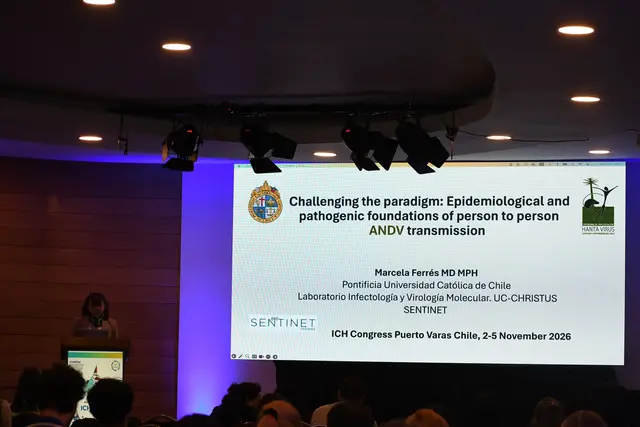 Challenging the paradigm: Epidemiological and
pathogenic foundations of person to person
ANDV transmission
HANTA VIRUS
Marcela Ferrés MD MPH
Pontificia Universidad Católica de Chile
Laboratorio Infectología y Virología Molecular. UC-CHRISTUS
SENTINET
SENTINET
ICH Congress Puerto Varas Chile, 2-5 November 2026